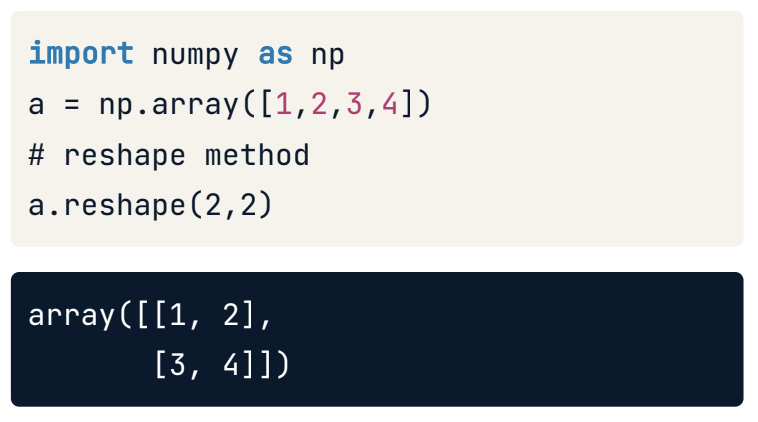 import numpy as np
a = np.array([1,2,3,4])
# reshape method
a.reshape(2,2)
array([[1, 2],
       [3, 4]])